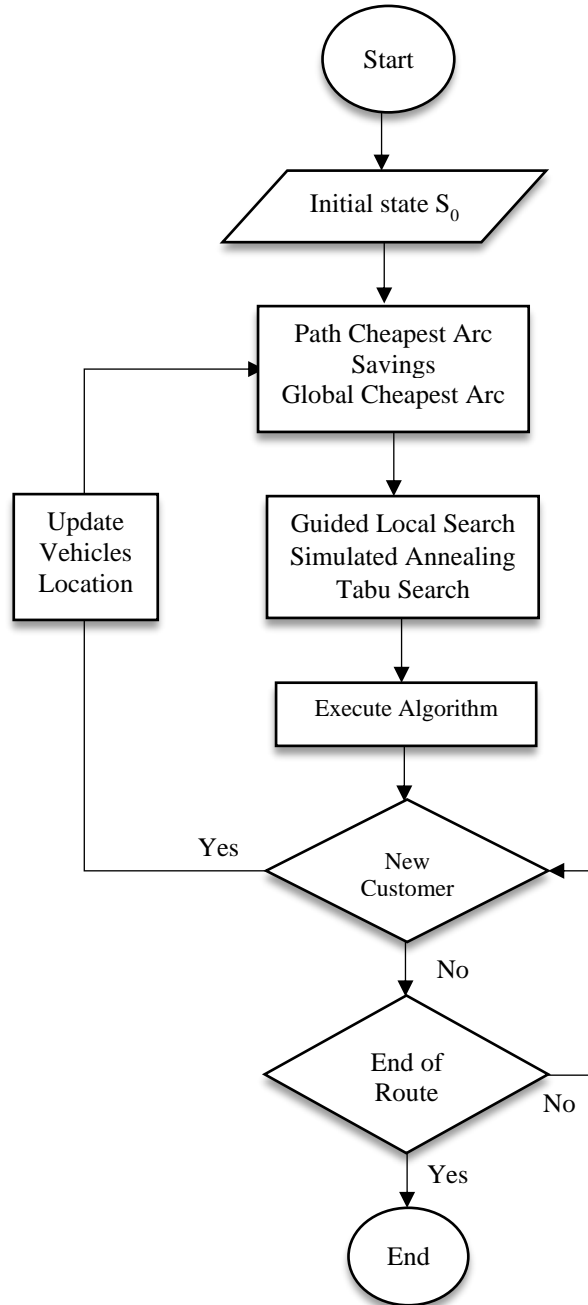 Start
Initial state S₀
Path Cheapest Arc
Savings
Global Cheapest Arc
Update
Vehicles
Location
Guided Local Search
Simulated Annealing
Tabu Search
Execute Algorithm
Yes
New
Customer
No
End of
Route
No
Yes
End